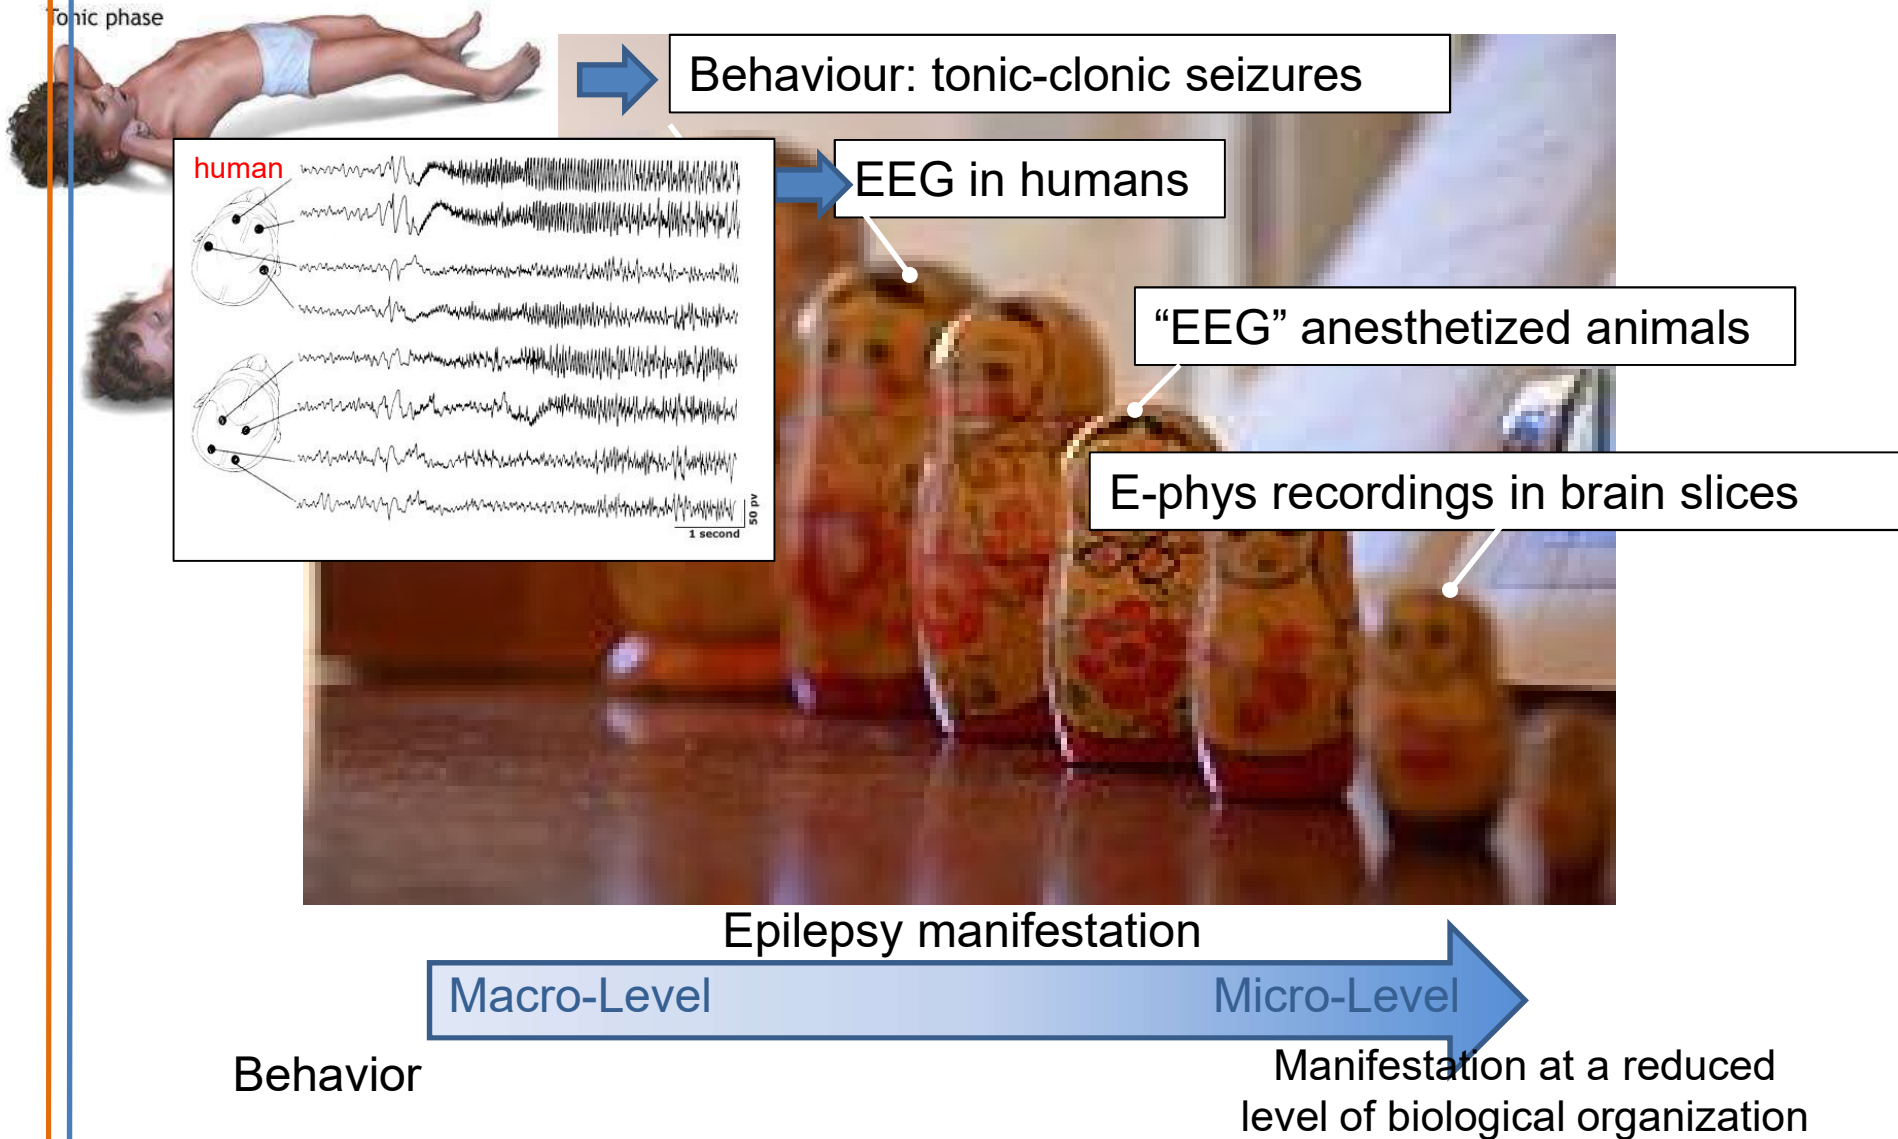 Tonic phase
Behaviour: tonic-clonic seizures
human
EEG in humans
“EEG” anesthetized animals
E-phys recordings in brain slices
50 pv
1 second
Epilepsy manifestation
Macro-Level
Micro-Level
Behavior
Manifestation at a reduced
level of biological organization